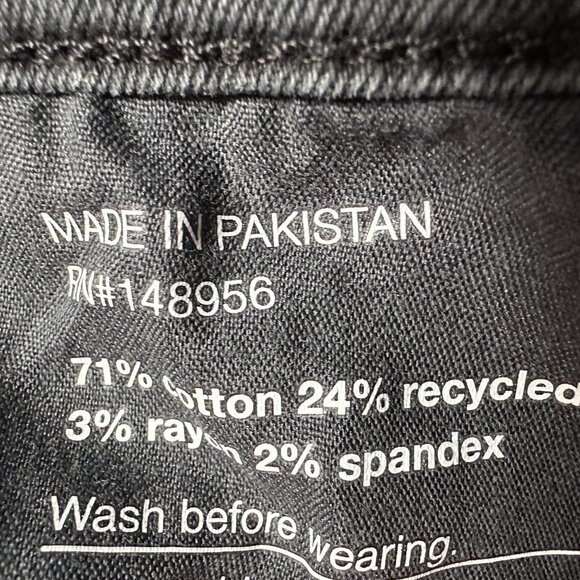 MADE IN PAKISTAN
RN#148956
71% cotton 24% recycled
3% rayon 2% spandex
Wash before wearing.